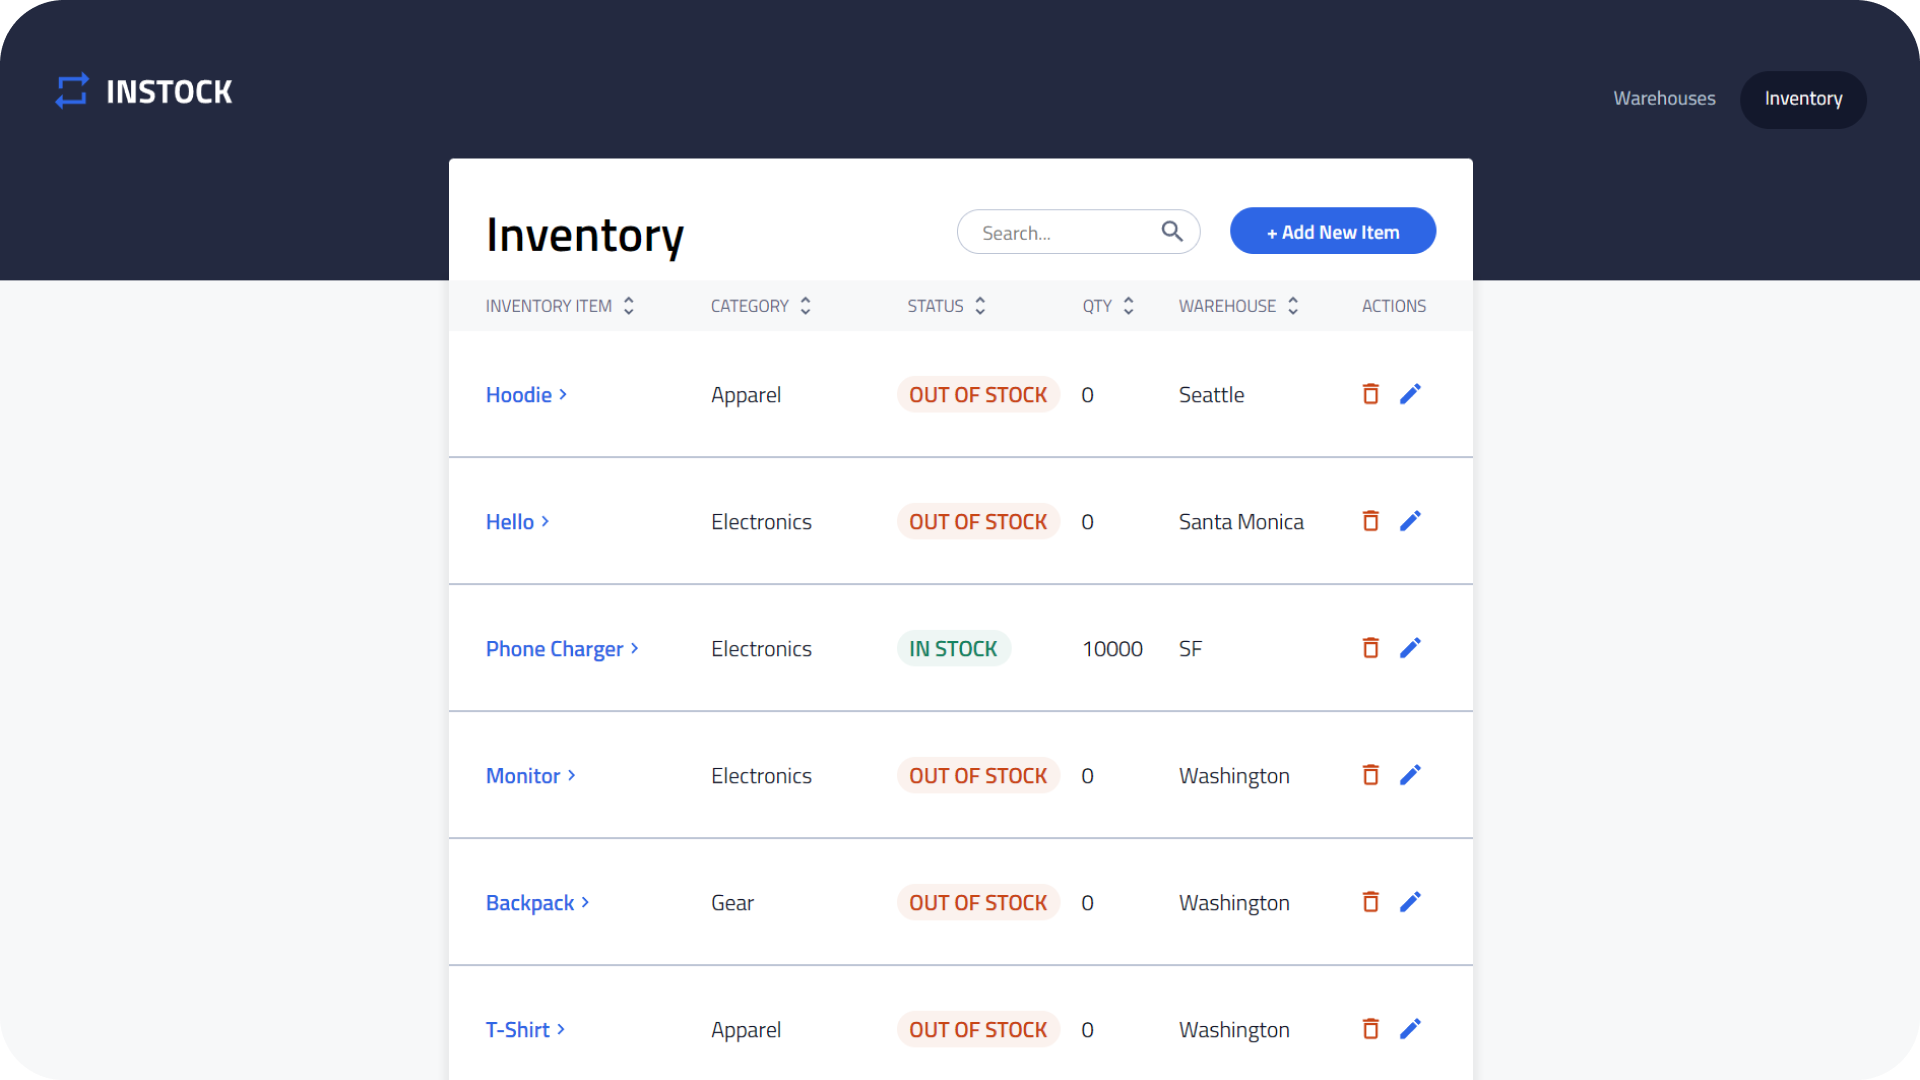 INSTOCK
Warehouses Inventory
Inventory
Search...
+ Add New Item
INVENTORY ITEM CATEGORY STATUS QTY WAREHOUSE ACTIONS
Hoodie Apparel OUT OF STOCK 0 Seattle
Hello Electronics OUT OF STOCK 0 Santa Monica
Phone Charger Electronics IN STOCK 10000 SF
Monitor Electronics OUT OF STOCK 0 Washington
Backpack Gear OUT OF STOCK 0 Washington
T-Shirt Apparel OUT OF STOCK 0 Washington